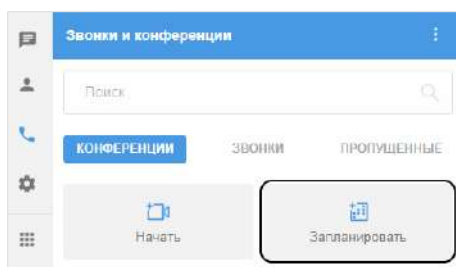 Звонки и конференции
Поиск
КОНФЕРЕНЦИИ ЗВОНКИ ПРОПУЩЕННЫЕ
Начать Запланировать